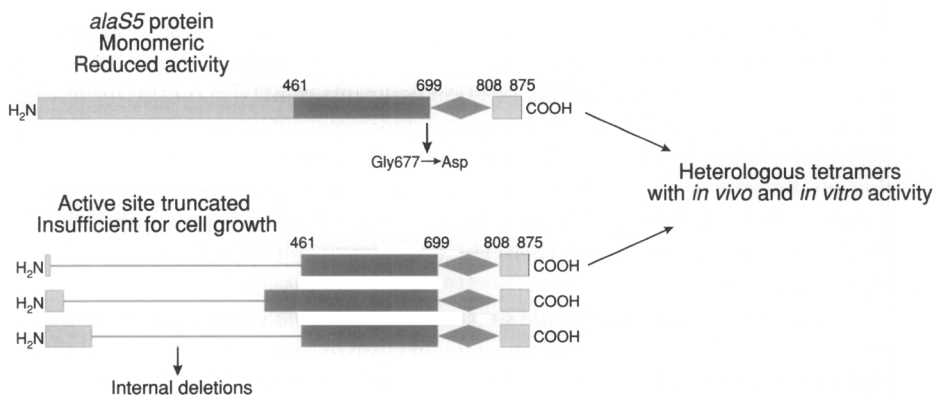 alaS5 protein
Monomeric
Reduced activity
461 699 808 875
H2N COOH
Gly677→Asp
Heterologous tetramers
with in vivo and in vitro activity
Active site truncated
Insufficient for cell growth
461 699 808 875
H2N COOH
H2N COOH
H2N COOH
Internal deletions